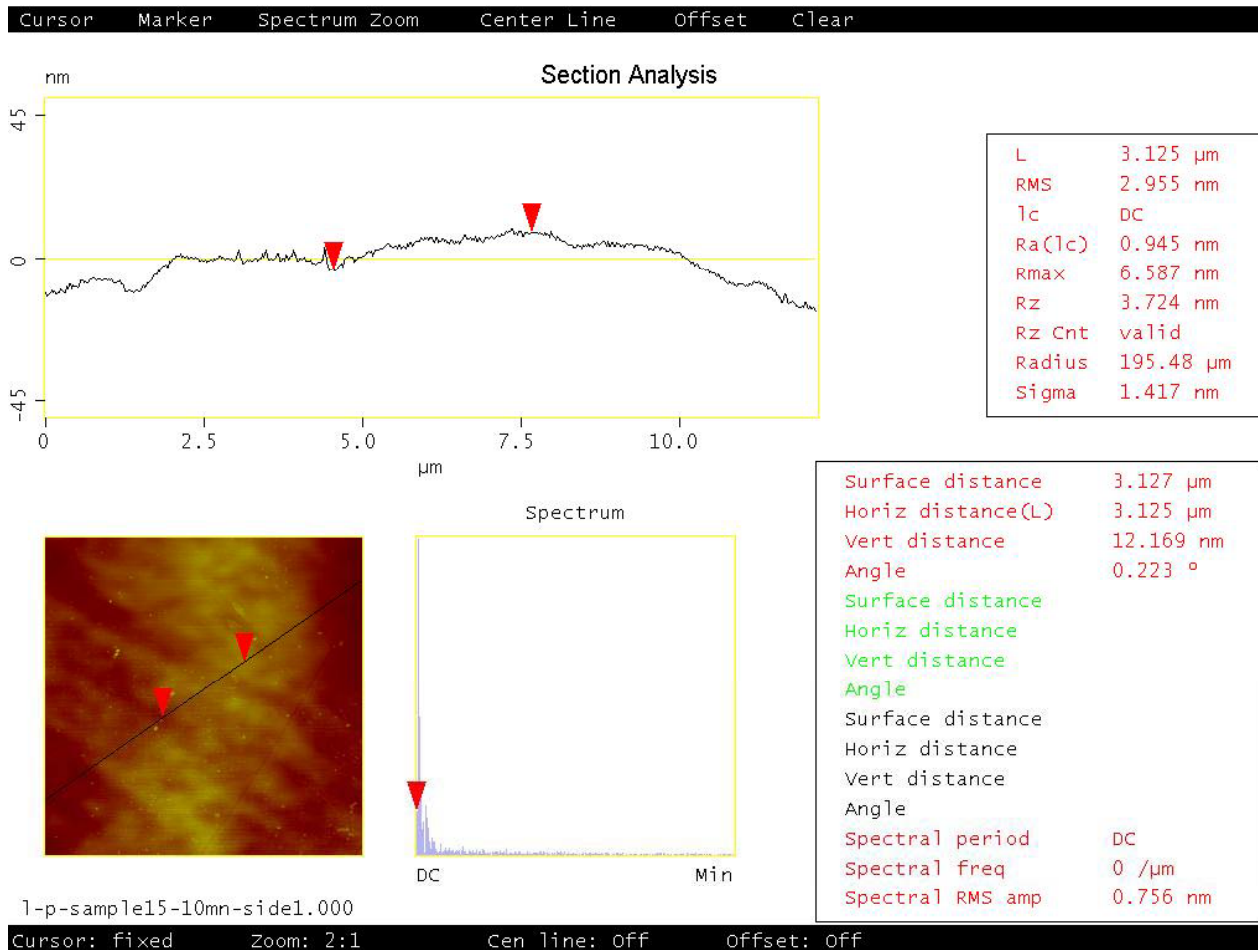 Cursor Marker Spectrum Zoom Center Line Offset Clear
nm
Section Analysis
45
0
-45
0 2.5 5.0 7.5 10.0
µm
L 3.125 µm
RMS 2.955 nm
lc DC
Ra(lc) 0.945 nm
Rmax 6.587 nm
Rz 3.724 nm
Rz Cnt valid
Radius 195.48 µm
Sigma 1.417 nm
Surface distance 3.127 µm
Horiz distance(L) 3.125 µm
Vert distance 12.169 nm
Angle 0.223 °
Surface distance
Horiz distance
Vert distance
Angle
Surface distance
Horiz distance
Vert distance
Angle
Spectral period DC
Spectral freq 0 /µm
Spectral RMS amp 0.756 nm
Spectrum
DC Min
l-p-sample15-10mn-side1.000
Cursor: fixed Zoom: 2:1 Cen line: Off Offset: Off